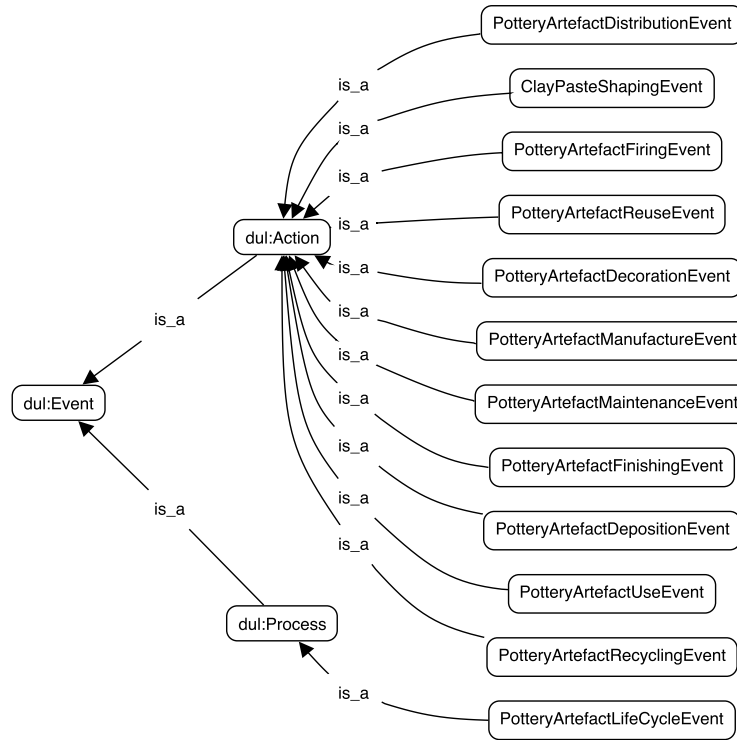 PotteryArtefactDistributionEvent
is_a
ClayPasteShapingEvent
is_a
PotteryArtefactFiringEvent
is_a
PotteryArtefactReuseEvent
is_a
dul:Action
is_a
PotteryArtefactDecorationEvent
is_a
is_a
PotteryArtefactManufactureEvent
is_a
PotteryArtefactMaintenanceEvent
dul:Event
is_a
PotteryArtefactFinishingEvent
is_a
PotteryArtefactDepositionEvent
is_a
is_a
is_a
PotteryArtefactUseEvent
dul:Process
PotteryArtefactRecyclingEvent
is_a
PotteryArtefactLifeCycleEvent